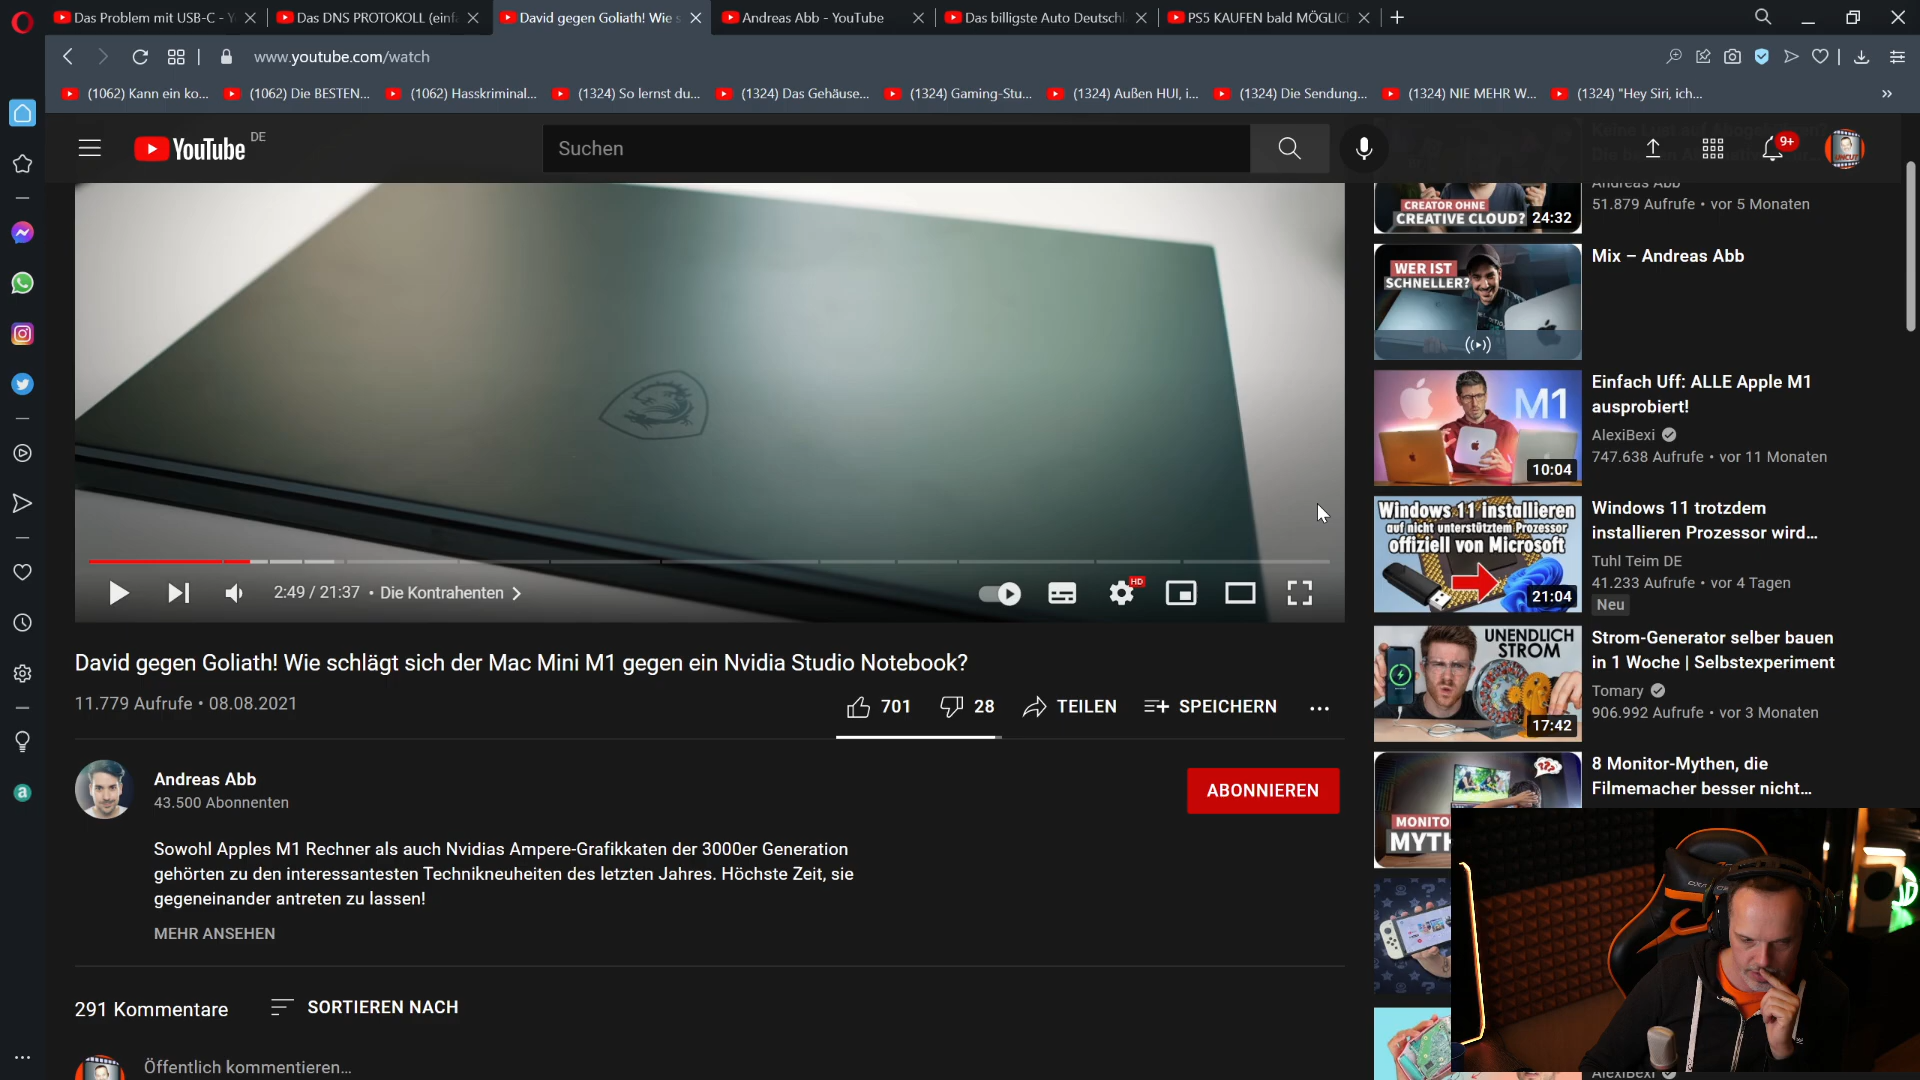 Das Problem mit USB-C - Y
Das DNS PROTOKOLL (einf
David gegen Goliath! Wie s
Andreas Abb - YouTube
Das billigste Auto Deutschl
PS5 KAUFEN bald MÖGLIC
www.youtube.com/watch
(1062) Kann ein ko...
(1062) Die BESTEN...
(1062) Hasskriminal...
(1324) So lernst du...
(1324) Das Gehäuse...
(1324) Gaming-Stu...
(1324) Außen HUI, i...
(1324) Die Sendung...
(1324) NIE MEHR W...
(1324) "Hey Siri, ich...
YouTube DE
Suchen
9+
UNCUT
Andreas Abb
51.879 Aufrufe • vor 5 Monaten
CREATOR OHNE
CREATIVE CLOUD?
24:32
WER IST
SCHNELLER?
Mix – Andreas Abb
M1
10:04
Einfach Uff: ALLE Apple M1
ausprobiert!
AlexiBexi
747.638 Aufrufe • vor 11 Monaten
Windows 11 installieren
auf nicht unterstütztem Prozessor
offiziell von Microsoft
21:04
Windows 11 trotzdem
installieren Prozessor wird...
Tuhl Teim DE
41.233 Aufrufe • vor 4 Tagen
Neu
UNENDLICH
STROM
17:42
Strom-Generator selber bauen
in 1 Woche | Selbstexperiment
Tomary
906.992 Aufrufe • vor 3 Monaten
???
MONITO
MYTH
8 Monitor-Mythen, die
Filmemacher besser nicht...
AlexiBexi
2:49 / 21:37 • Die Kontrahenten
HD
David gegen Goliath! Wie schlägt sich der Mac Mini M1 gegen ein Nvidia Studio Notebook?
11.779 Aufrufe • 08.08.2021
701
28
TEILEN
SPEICHERN
Andreas Abb
43.500 Abonnenten
ABONNIEREN
Sowohl Apples M1 Rechner als auch Nvidias Ampere-Grafikkaten der 3000er Generation
gehörten zu den interessantesten Technikneuheiten des letzten Jahres. Höchste Zeit, sie
gegeneinander antreten zu lassen!
MEHR ANSEHEN
291 Kommentare
SORTIEREN NACH
Öffentlich kommentieren...